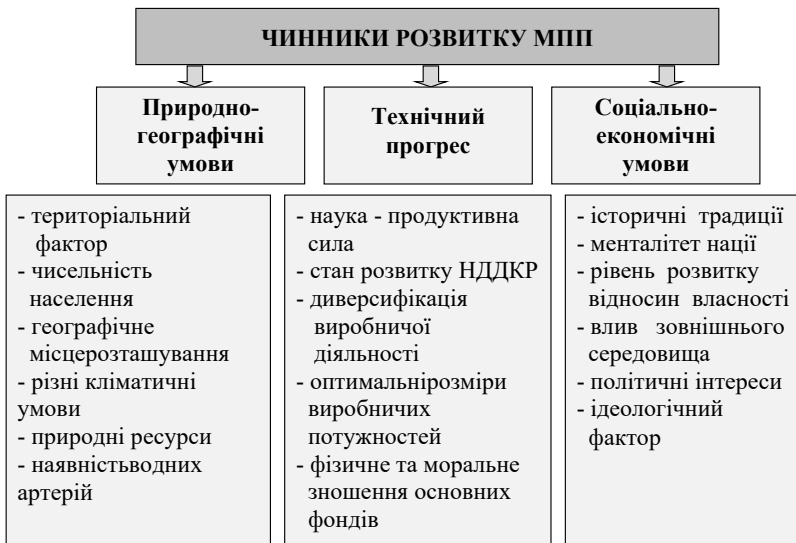 ЧИННИКИ РОЗВИТКУ МПП
Природно-
географічні
умови
Технічний
прогрес
Соціально-
економічні
умови
- територіальний
фактор
- чисельність
населення
- географічне
місцерозташування
- різні кліматичні
умови
- природні ресурси
- наявністьводних
артерій
- наука - продуктивна
сила
- стан розвитку НДДКР
- диверсифікація
виробничої
діяльності
- оптимальнірозміри
виробничих
потужностей
- фізичне та моральне
зношення основних
фондів
- історичні традиції
- менталітет нації
- рівень розвитку
відносин власності
- влив зовнішнього
середовища
- політичні інтереси
- ідеологічний
фактор